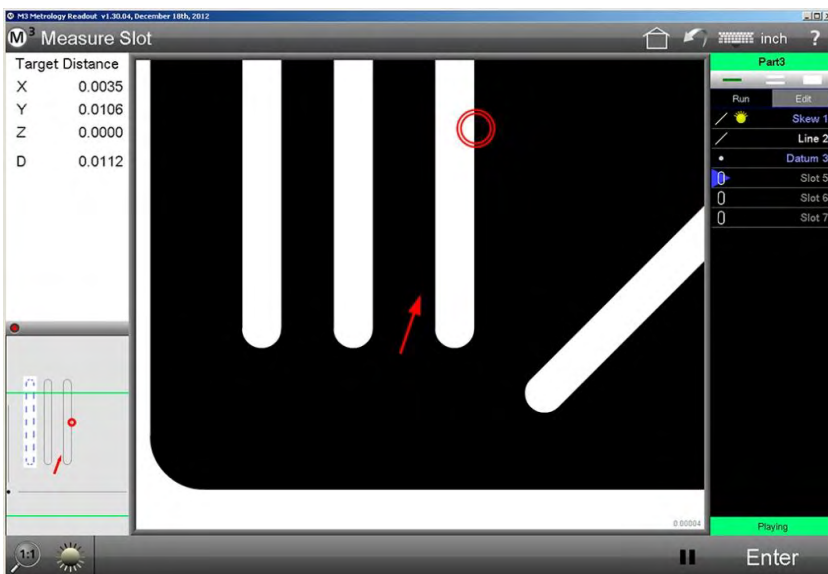 M3 Metrology Readout v1.30.04, December 18th, 2012
M3 Measure Slot
inch ?
Target Distance
X 0.0035
Y 0.0106
Z 0.0000
D 0.0112
Part3
Run Edit
Skew 1
Line 2
Datum 3
Slot 5
Slot 6
Slot 7
0.00004
Playing
1:1
Enter